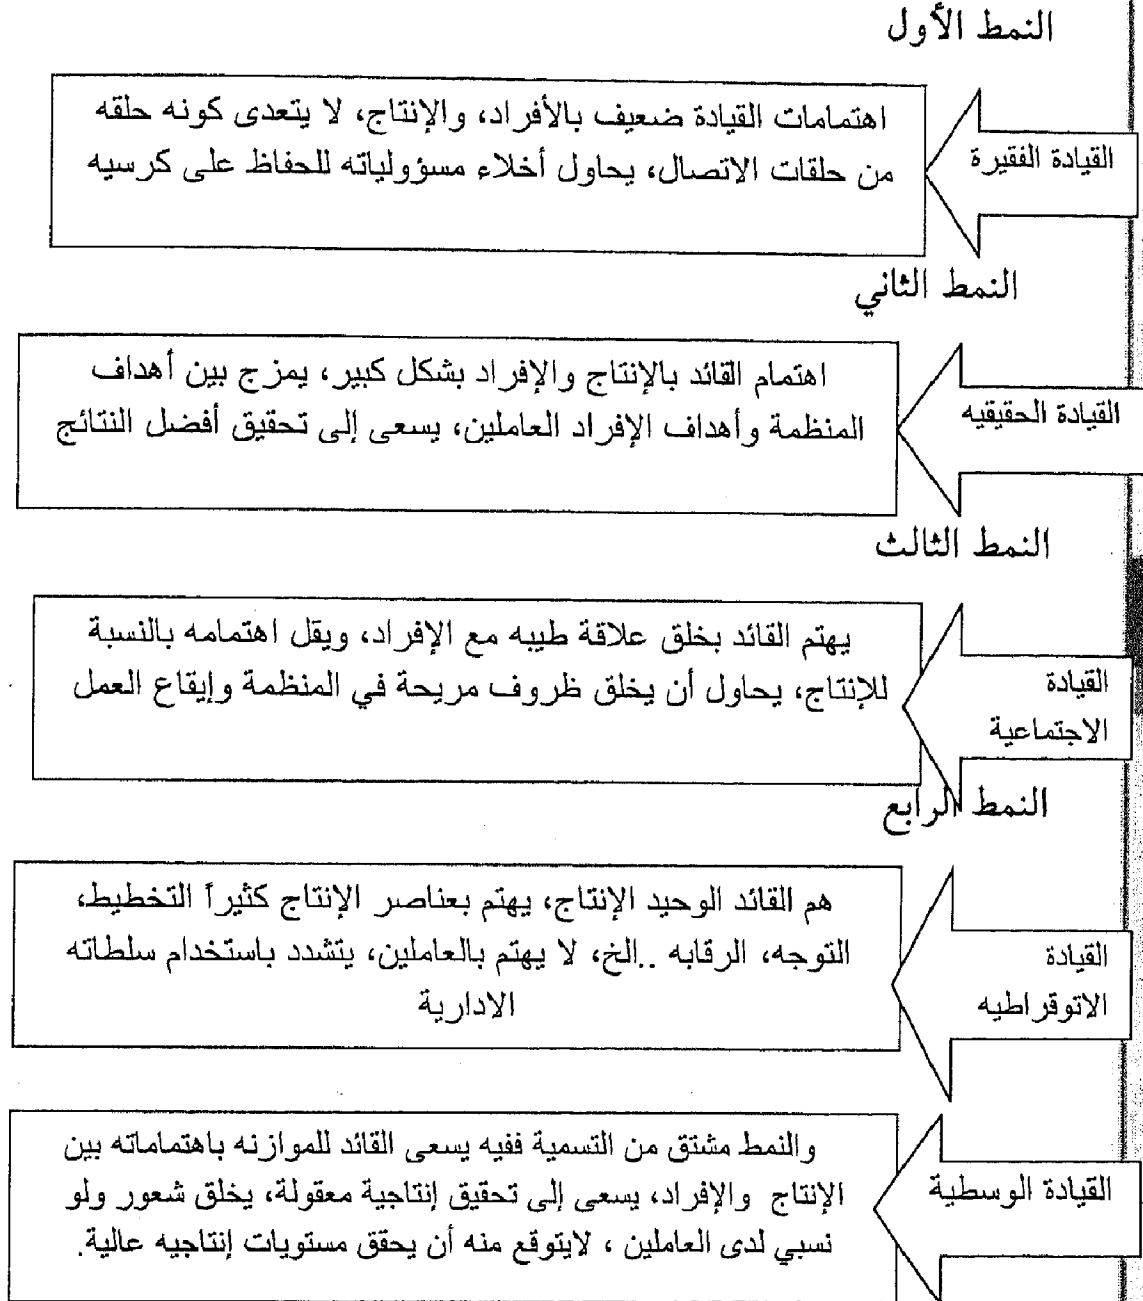 النمط الأول
القيادة الفقيرة
اهتمامات القيادة ضعيف بالأفراد، والإنتاج، لا يتعدى كونه حلقه
من حلقات الاتصال، يحاول أخلاء مسؤولياته للحفاظ على كرسيه
النمط الثاني
القيادة الحقيقيه
اهتمام القائد بالإنتاج والإفراد بشكل كبير، يمزج بين أهداف
المنظمة وأهداف الإفراد العاملين، يسعى إلى تحقيق أفضل النتائج
النمط الثالث
القيادة
الاجتماعية
يهتم القائد بخلق علاقة طيبه مع الإفراد، ويقل اهتمامه بالنسبة
للإنتاج، يحاول أن يخلق ظروف مريحة في المنظمة وإيقاع العمل
النمط الرابع
القيادة
الاتوقراطيه
هم القائد الوحيد الإنتاج، يهتم بعناصر الإنتاج كثيراً التخطيط،
التوجه، الرقابه ..الخ، لا يهتم بالعاملين، يتشدد باستخدام سلطاته
الادارية
القيادة الوسطية
والنمط مشتق من التسمية ففيه يسعى القائد للموازنه باهتماماته بين
الإنتاج والإفراد، يسعى إلى تحقيق إنتاجية معقولة، يخلق شعور ولو
نسبي لدى العاملين ، لايتوقع منه أن يحقق مستويات إنتاجيه عالية.